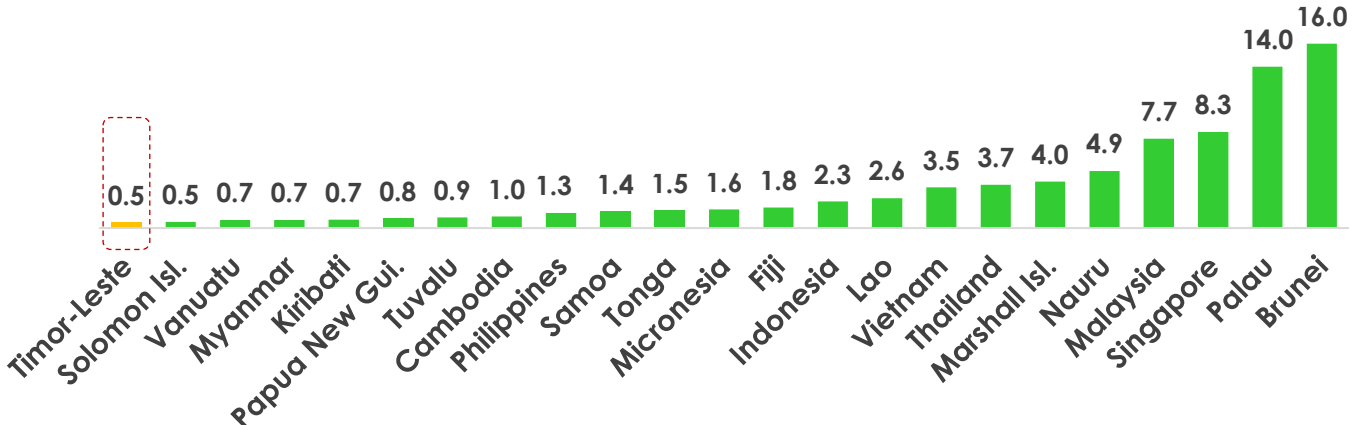 0.5
0.5
0.7
0.7
0.7
0.8
0.9
1.0
1.3
1.4
1.5
1.6
1.8
2.3
2.6
3.5
3.7
4.0
4.9
7.7
8.3
14.0
16.0
Timor-Leste
Solomon Isl.
Vanuatu
Myanmar
Kiribati
Papua New Gui.
Tuvalu
Cambodia
Philippines
Samoa
Tonga
Micronesia
Fiji
Indonesia
Lao
Vietnam
Thailand
Marshall Isl.
Nauru
Malaysia
Singapore
Palau
Brunei